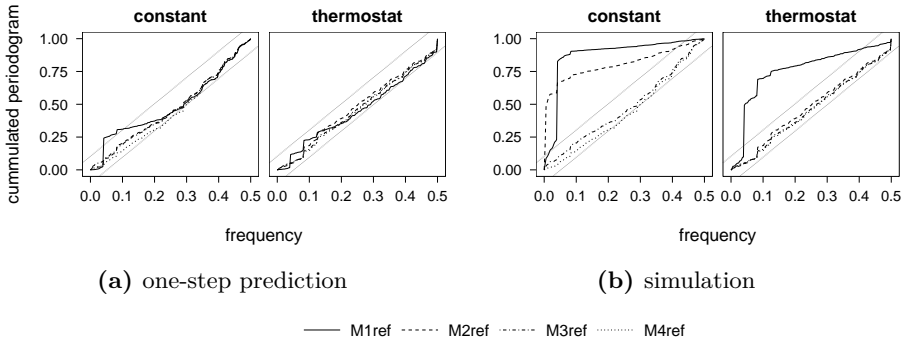 constant thermostat constant thermostat
cummulated periodogram
1.00 1.00
0.75 0.75
0.50 0.50
0.25 0.25
0.00 0.00
0.0 0.1 0.2 0.3 0.4 0.5 0.0 0.1 0.2 0.3 0.4 0.5 0.0 0.1 0.2 0.3 0.4 0.5 0.0 0.1 0.2 0.3 0.4 0.5
frequency frequency
(a) one-step prediction (b) simulation
M1ref M2ref M3ref M4ref